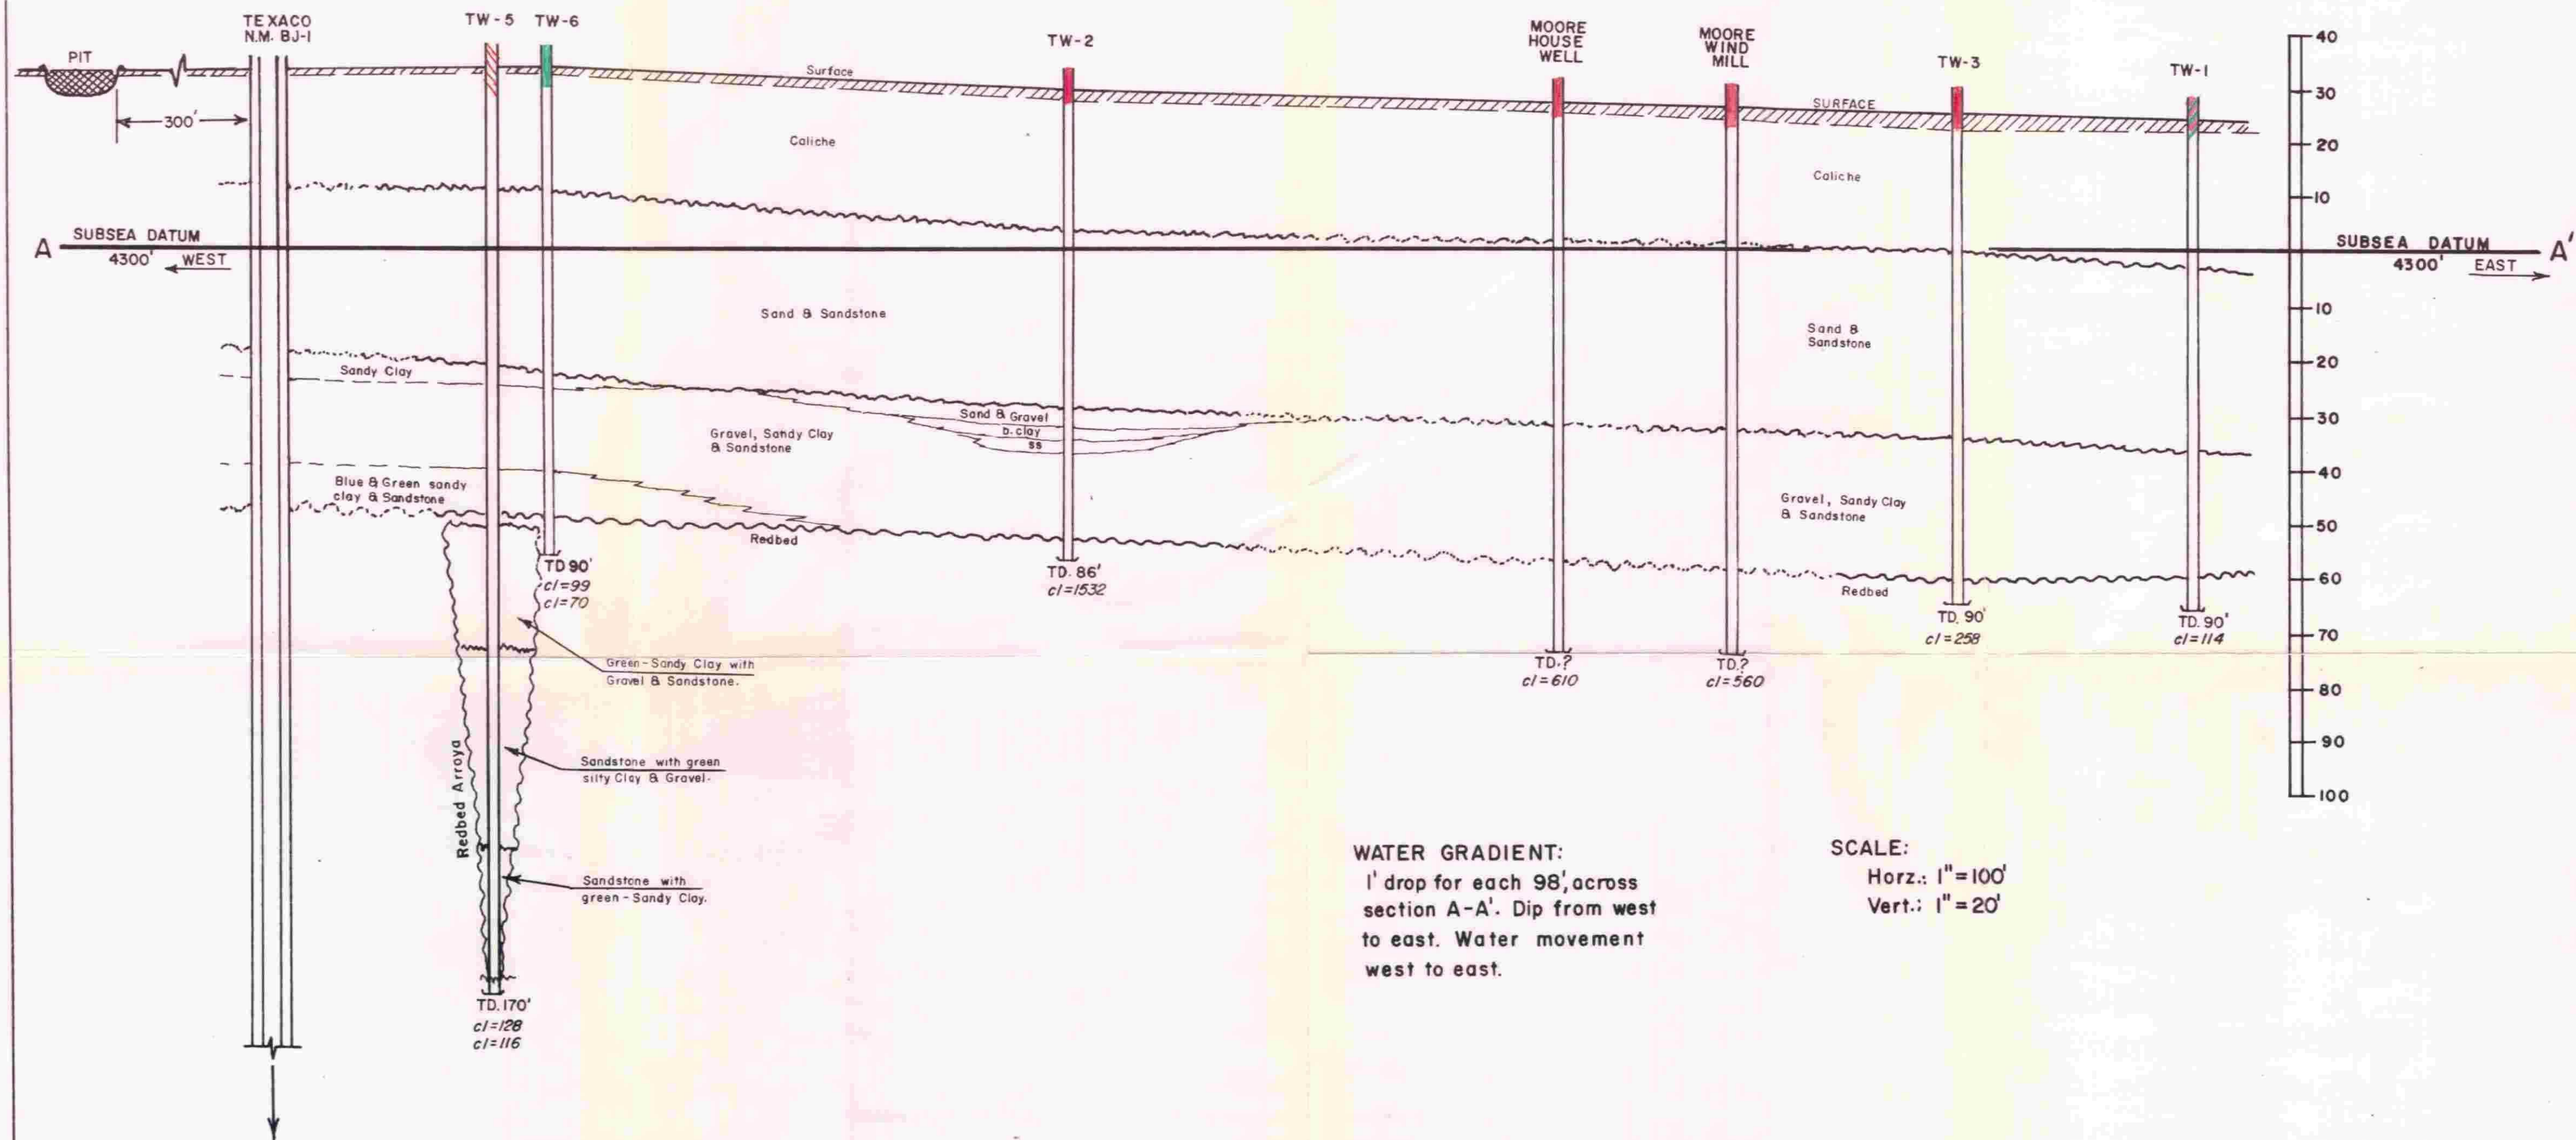 TEXACO
N.M. BJ-1
TW-5
TW-6
TW-2
MOORE
HOUSE
WELL
MOORE
WIND
MILL
TW-3
TW-1
PIT
300'
Surface
SURFACE
Caliche
Caliche
A
SUBSEA DATUM
4300' WEST
SUBSEA DATUM
4300' EAST
A'
Sand & Sandstone
Sand &
Sandstone
Sandy Clay
Sand & Gravel
b. clay
ss
Gravel, Sandy Clay
& Sandstone
Blue & Green sandy
clay & Sandstone
Gravel, Sandy Clay
& Sandstone
Redbed
Redbed
TD 90'
cl=99
cl=70
TD. 86'
cl=1532
TD.?
cl=610
TD.?
cl=560
TD. 90'
cl=258
TD. 90'
cl=114
Green-Sandy Clay with
Gravel & Sandstone.
Sandstone with green
silty Clay & Gravel.
Redbed Arroya
Sandstone with
green-Sandy Clay.
TD. 170'
cl=128
cl=116
40
30
20
10
10
20
30
40
50
60
70
80
90
100
WATER GRADIENT:
1' drop for each 98', across
section A-A'. Dip from west
to east. Water movement
west to east.
SCALE:
Horz.: 1"=100'
Vert.: 1"=20'